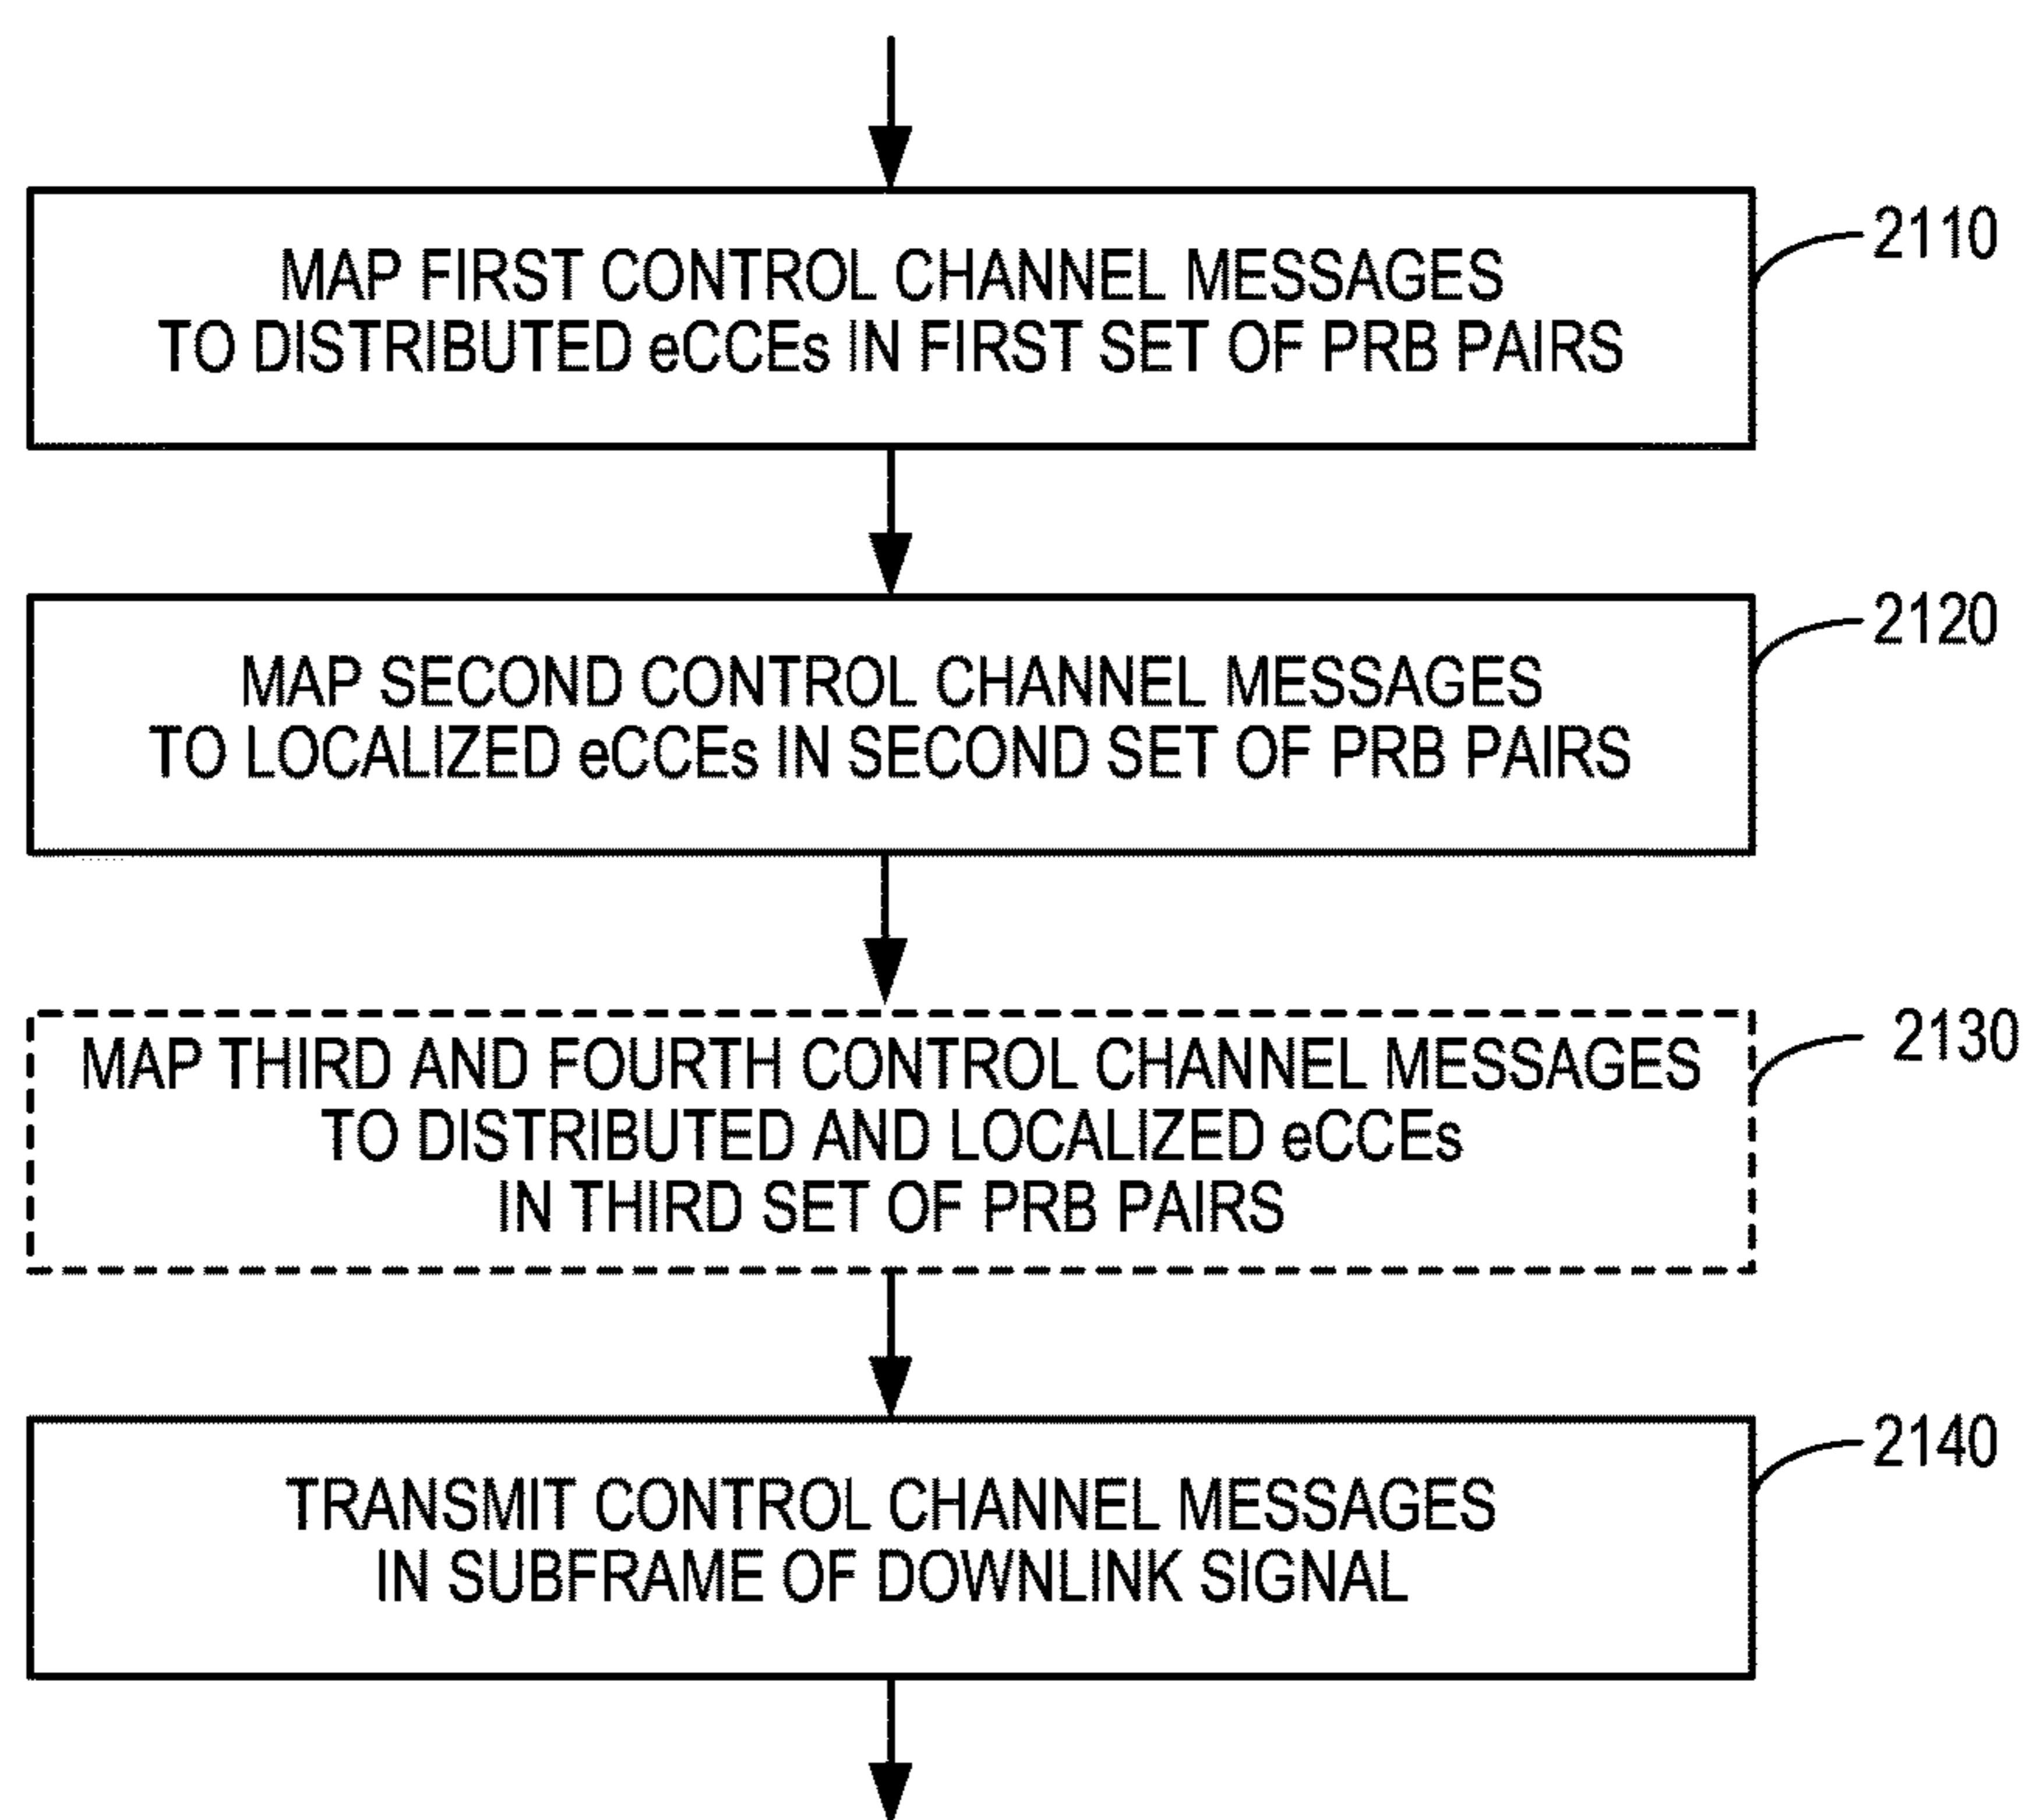 MAP FIRST CONTROL CHANNEL MESSAGES
TO DISTRIBUTED eCCEs IN FIRST SET OF PRB PAIRS
2110
MAP SECOND CONTROL CHANNEL MESSAGES
TO LOCALIZED eCCEs IN SECOND SET OF PRB PAIRS
2120
MAP THIRD AND FOURTH CONTROL CHANNEL MESSAGES
TO DISTRIBUTED AND LOCALIZED eCCEs
IN THIRD SET OF PRB PAIRS
2130
TRANSMIT CONTROL CHANNEL MESSAGES
IN SUBFRAME OF DOWNLINK SIGNAL
2140